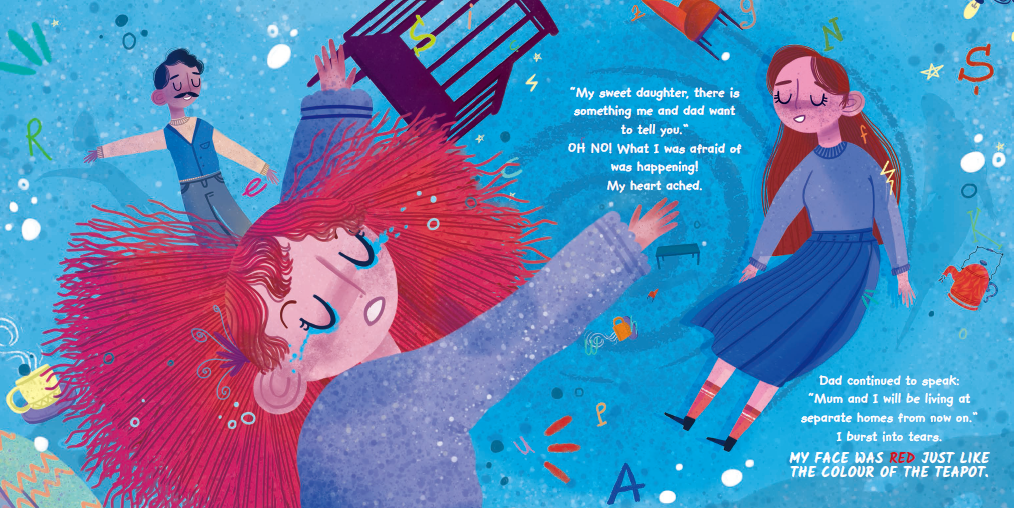 "My sweet daughter, there is
something me and dad want
to tell you."
OH NO! What I was afraid of
was happening!
My heart ached.
Dad continued to speak:
"Mum and I will be living at
separate homes from now on."
I burst into tears.
MY FACE WAS RED JUST LIKE
THE COLOUR OF THE TEAPOT.
R
e
S
i
g
N
S
f
K
P
A